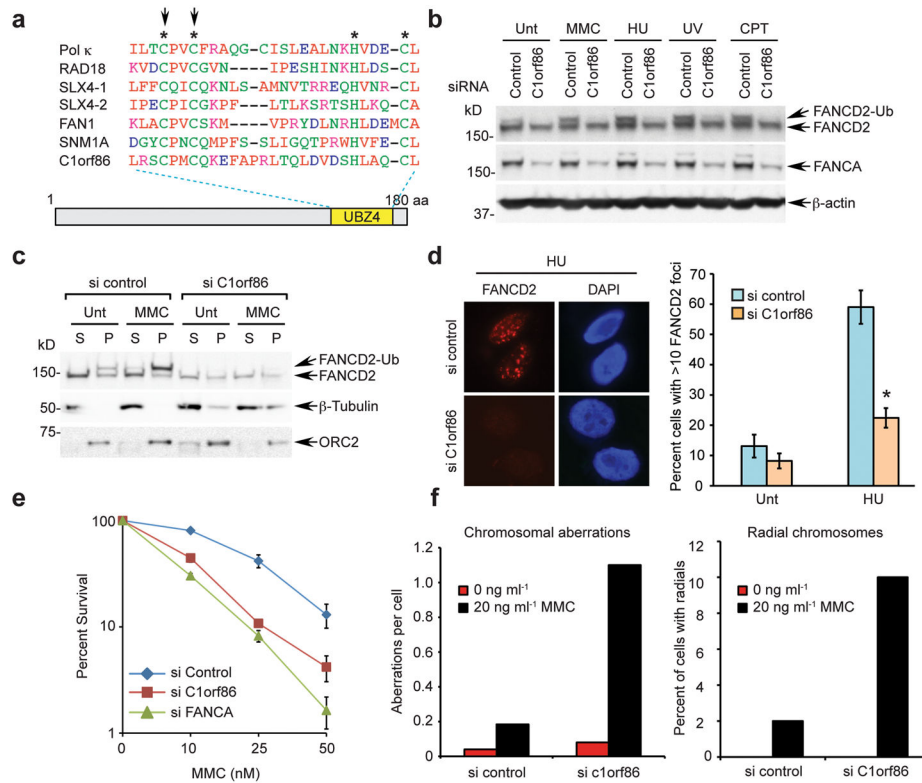 a
Pol κ ILTCPVCFRAQG-CISLEALNKHVDE-CL
RAD18 KVDCPVCGVN----IPESHINKHLDS-CL
SLX4-1 LFFCQICQKNLS-AMNVTRREQHVNR-CL
SLX4-2 IPECPICGKPF---LTLKSRTSHLKQ-CA
FAN1 KLACPVCSKM----VPRYDLNRHLDEMCA
SNM1A DGYCPNCQMPSFLSLIGQTPRWHVFE-CL
C1orf86 LRSCPMCQKEFAPRLTQLDVDSHLAQ-CL
* * * *
1
180 aa
UBZ4
b
Unt MMC HU UV CPT
siRNA
Control C1orf86 Control C1orf86 Control C1orf86 Control C1orf86 Control C1orf86
kD
150-
150-
37-
FANCD2-Ub
FANCD2
FANCA
β-actin
c
si control si C1orf86
Unt MMC Unt MMC
kD S P S P S P S P
150-
50-
75-
FANCD2-Ub
FANCD2
β-Tubulin
ORC2
d
HU
FANCD2 DAPI
si control
si C1orf86
Percent cells with >10 FANCD2 foci
70
60
50
40
30
20
10
0
si control
si C1orf86
*
Unt HU
e
Percent Survival
100
10
1
si Control
si C1orf86
si FANCA
0 10 25 50
MMC (nM)
f
Chromosomal aberrations
Aberrations per cell
1.2
1.0
0.8
0.6
0.4
0.2
0
0 ng ml-1
20 ng ml-1 MMC
si control si c1orf86
Radial chromosomes
Percent of cells with radials
12
10
8
6
4
2
0
0 ng ml-1
20 ng ml-1 MMC
si control si C1orf86